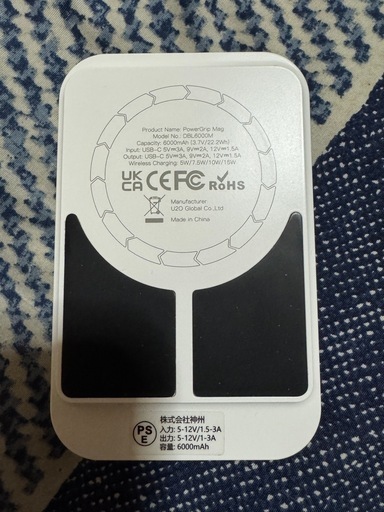 Product Name: PowerGrip Mag
Model No.: DBL6000M
Capacity: 6000mAh (3.7V/22.2Wh)
Input: USB-C 5V⎓3A, 9V⎓2A, 12V⎓1.5A
Output: USB-C 5V⎓3A, 9V⎓2A, 12V⎓1.5A
Wireless Charging: 5W/7.5W/10W/15W
UK CA CE FC RoHS
Manufacturer
U2O Global Co.,Ltd
Made in China
PS E
株式会社神州
入力: 5-12V/1.5-3A
出力: 5-12V/1-3A
容量: 6000mAh